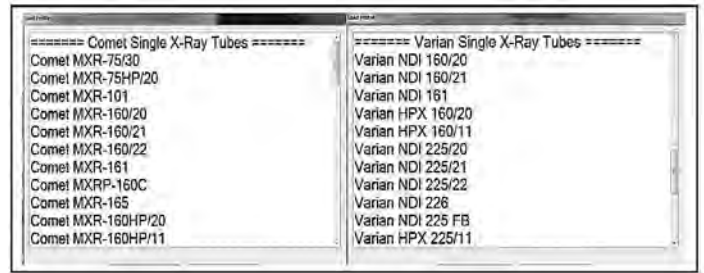 ======= Comet Single X-Ray Tubes =======
Comet MXR-75/30
Comet MXR-75HP/20
Comet MXR-101
Comet MXR-160/20
Comet MXR-160/21
Comet MXR-160/22
Comet MXR-161
Comet MXRP-160C
Comet MXR-165
Comet MXR-160HP/20
Comet MXR-160HP/11
======= Varian Single X-Ray Tubes =======
Varian NDI 160/20
Varian NDI 160/21
Varian NDI 161
Varian HPX 160/20
Varian HPX 160/11
Varian NDI 225/20
Varian NDI 225/21
Varian NDI 225/22
Varian NDI 226
Varian NDI 225 FB
Varian HPX 225/11